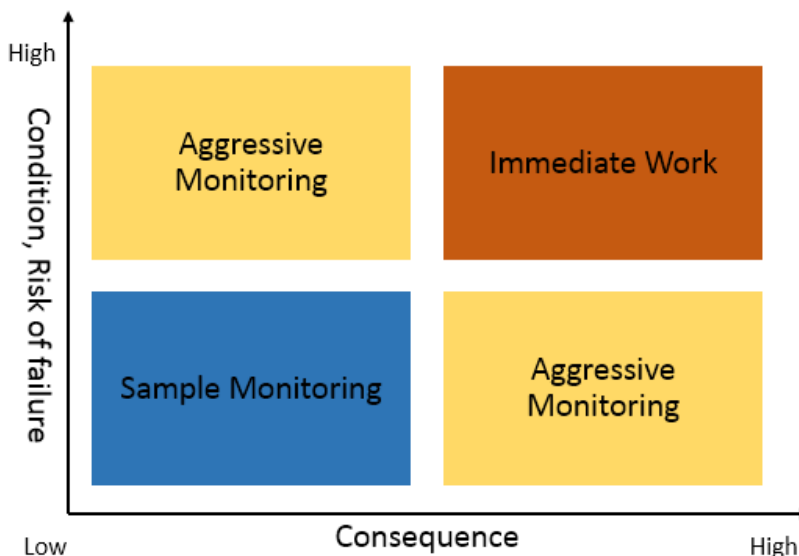 High
Condition, Risk of failure
Aggressive
Monitoring
Immediate Work
Sample Monitoring
Aggressive
Monitoring
Low
Consequence
High